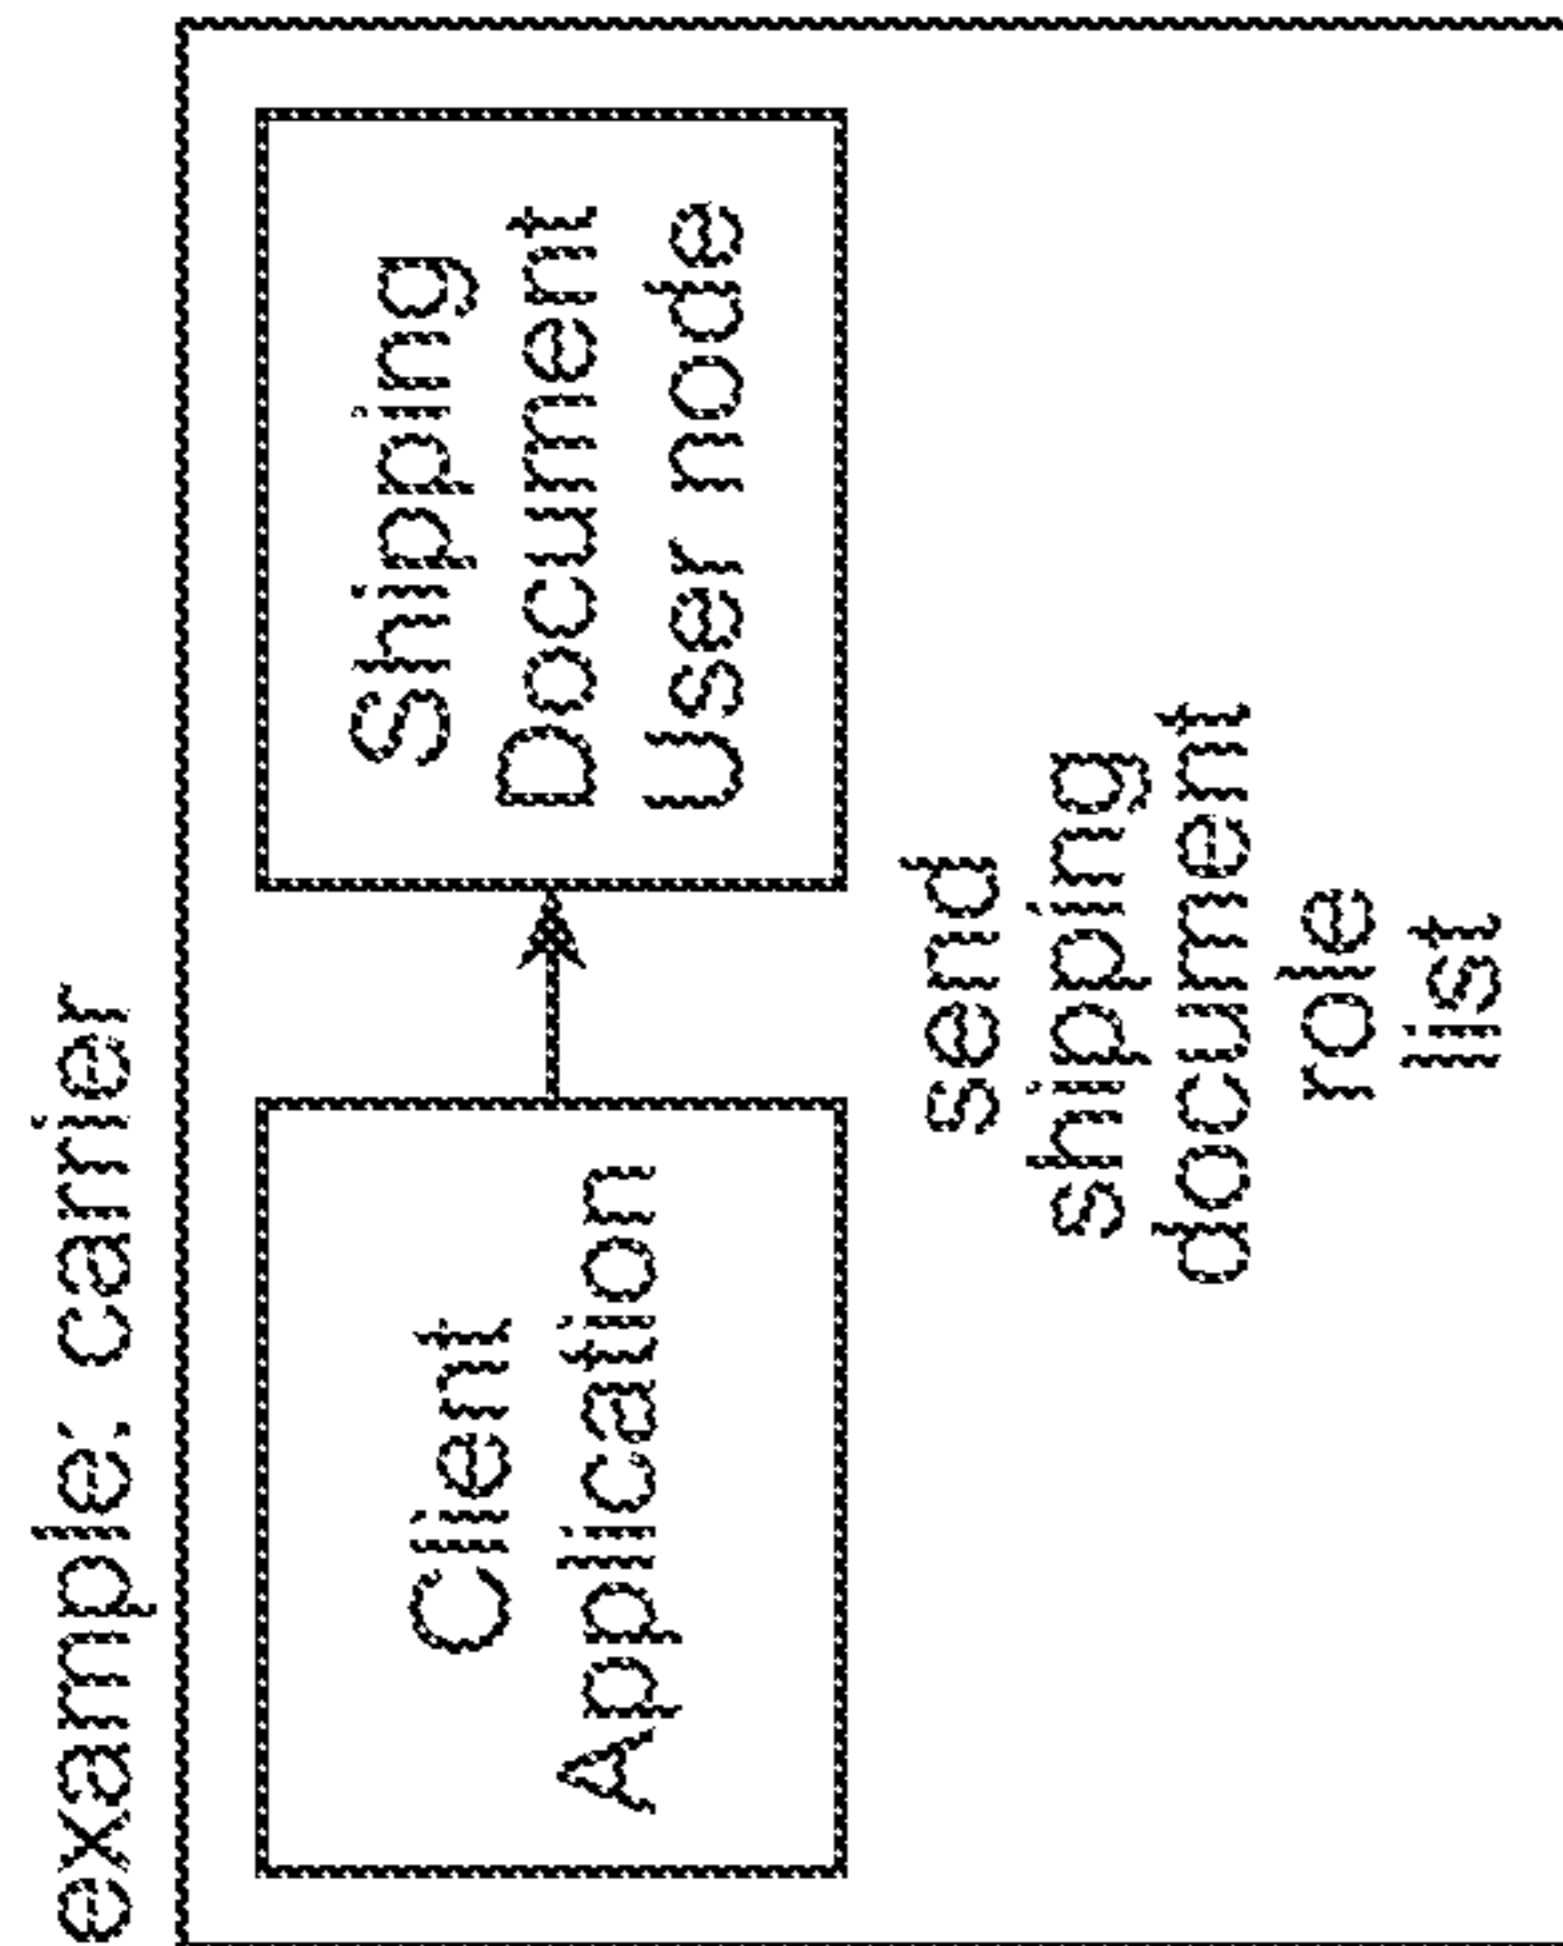 example: carrier
Client
Application
Shipping
Document
User node
send
shipping
document
role
list